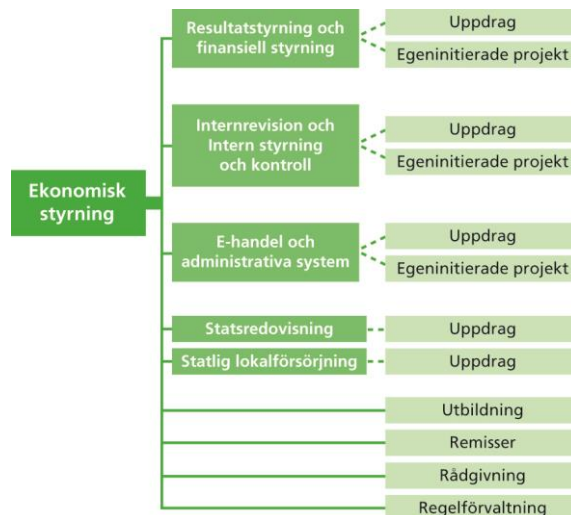 Ekonomisk
styrning
Resultatstyrning och
finansiell styrning
Uppdrag
Egeninitierade projekt
Internrevision och
Intern styrning
och kontroll
Uppdrag
Egeninitierade projekt
E-handel och
administrativa system
Uppdrag
Egeninitierade projekt
Statsredovisning
Uppdrag
Statlig lokalförsörjning
Uppdrag
Utbildning
Remisser
Rådgivning
Regelförvaltning